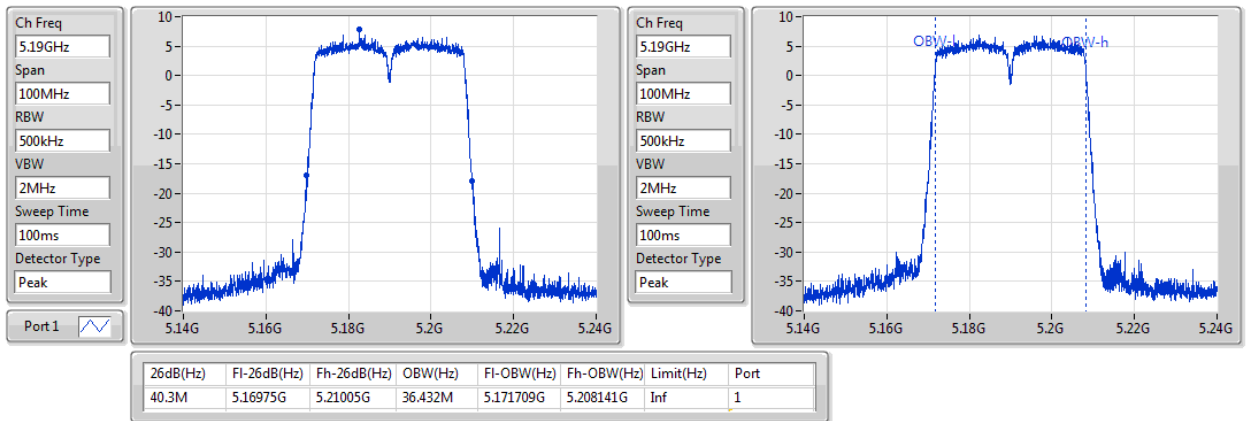 Ch Freq
5.19GHz
Span
100MHz
RBW
500kHz
VBW
2MHz
Sweep Time
100ms
Detector Type
Peak
Port 1
10
5
0
-5
-10
-15
-20
-25
-30
-35
-40
5.14G 5.16G 5.18G 5.2G 5.22G 5.24G
Ch Freq
5.19GHz
Span
100MHz
RBW
500kHz
VBW
2MHz
Sweep Time
100ms
Detector Type
Peak
10
5
0
-5
-10
-15
-20
-25
-30
-35
-40
OBW-l OBW-h
5.14G 5.16G 5.18G 5.2G 5.22G 5.24G
26dB(Hz) Fl-26dB(Hz) Fh-26dB(Hz) OBW(Hz) Fl-OBW(Hz) Fh-OBW(Hz) Limit(Hz) Port
40.3M 5.16975G 5.21005G 36.432M 5.171709G 5.208141G Inf 1